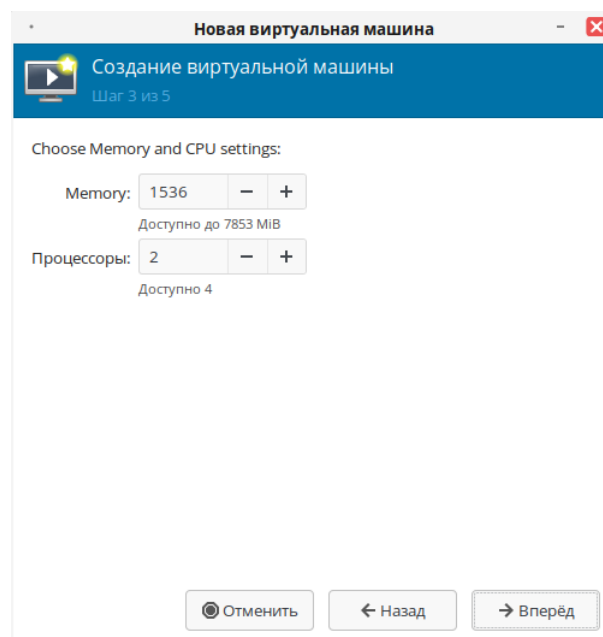 Новая виртуальная машина
Создание виртуальной машины
Шаг 3 из 5
Choose Memory and CPU settings:
Memory: 1536
Доступно до 7853 MiB
Процессоры: 2
Доступно 4
Отменить Назад Вперёд